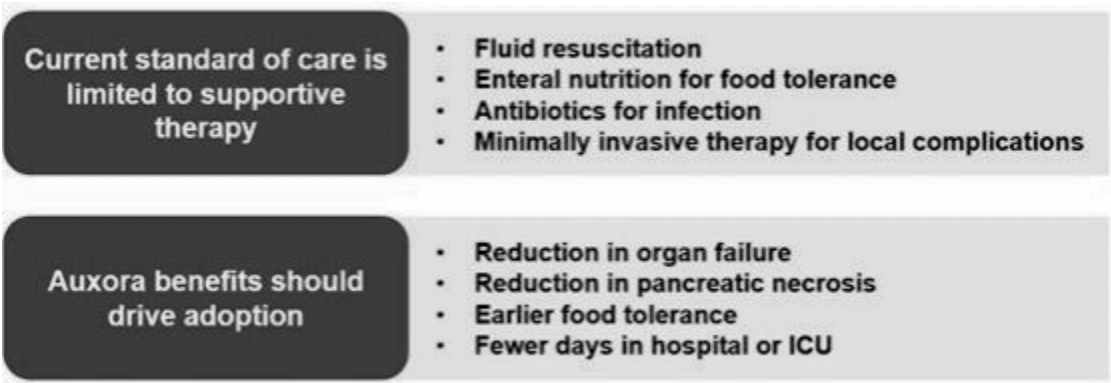 Current standard of care is
limited to supportive
therapy
• Fluid resuscitation
• Enteral nutrition for food tolerance
• Antibiotics for infection
• Minimally invasive therapy for local complications
Auxora benefits should
drive adoption
• Reduction in organ failure
• Reduction in pancreatic necrosis
• Earlier food tolerance
• Fewer days in hospital or ICU